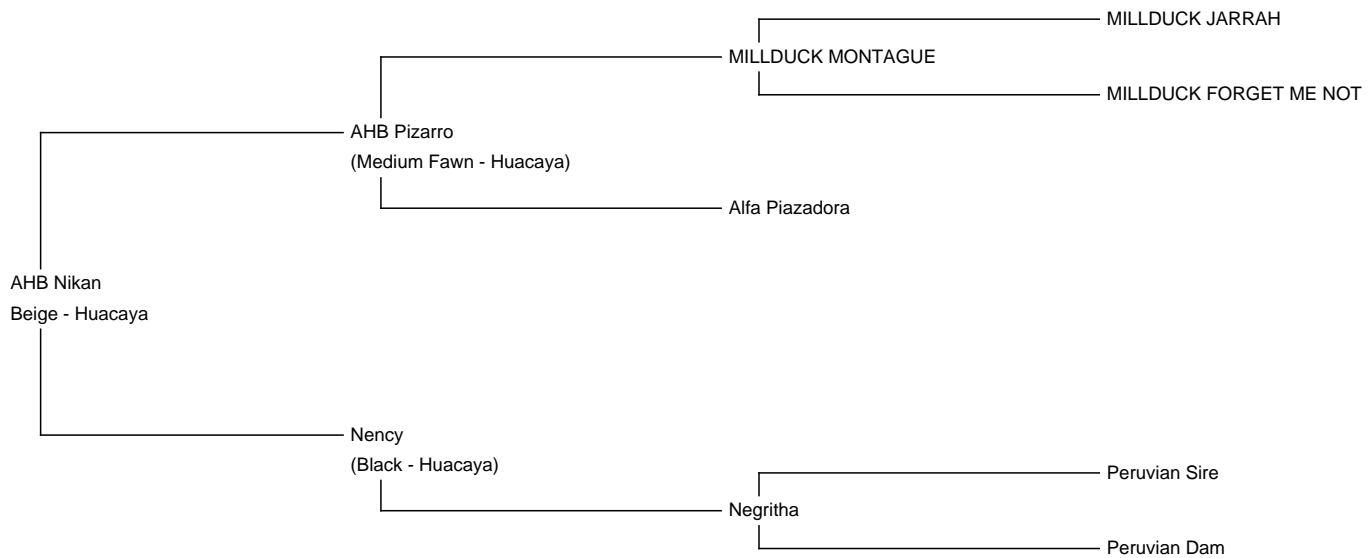 MILLDUCK JARRAH
MILLDUCK MONTAGUE
MILLDUCK FORGET ME NOT
AHB Pizarro
(Medium Fawn - Huacaya)
Alfa Piazadora
AHB Nikan
Beige - Huacaya
Nency
(Black - Huacaya)
Peruvian Sire
Negritha
Peruvian Dam